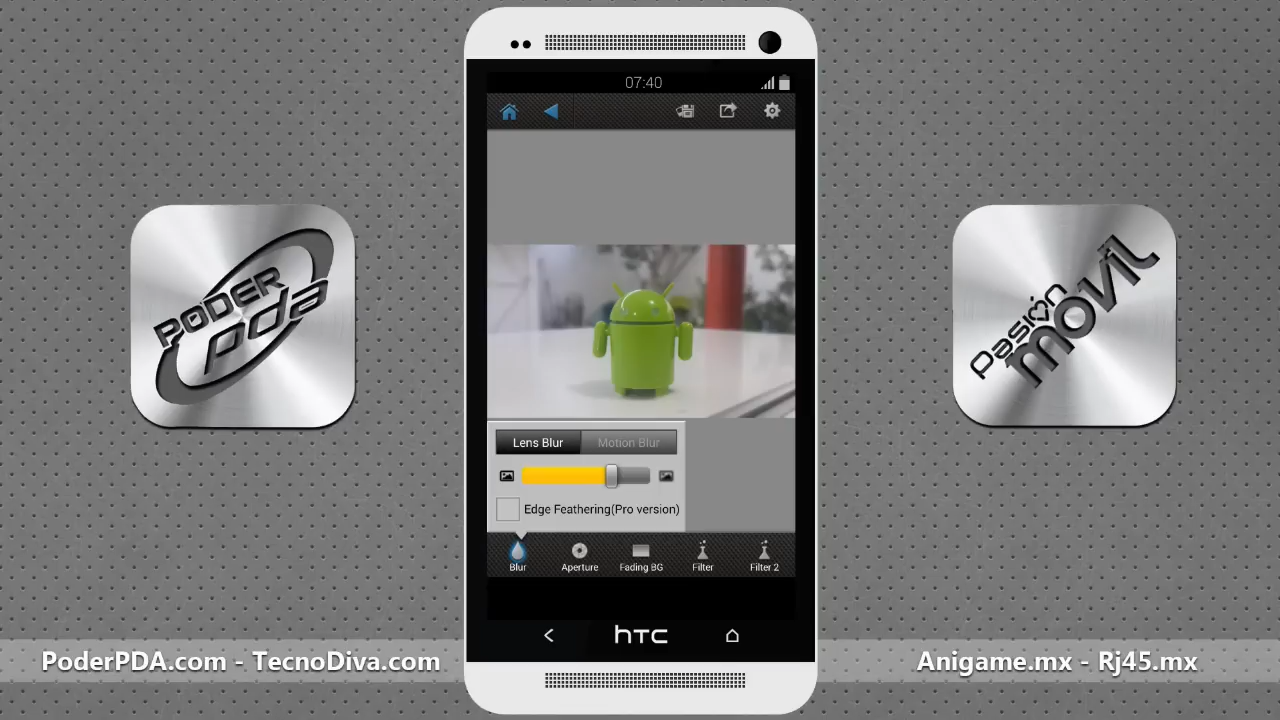 07:40
PODER
pda
Pasión
movil
Lens Blur
Motion Blur
Edge Feathering(Pro version)
Blur
Aperture
Fading BG
Filter
Filter 2
hTC
PoderPDA.com - TecnoDiva.com
Anigame.mx - Rj45.mx